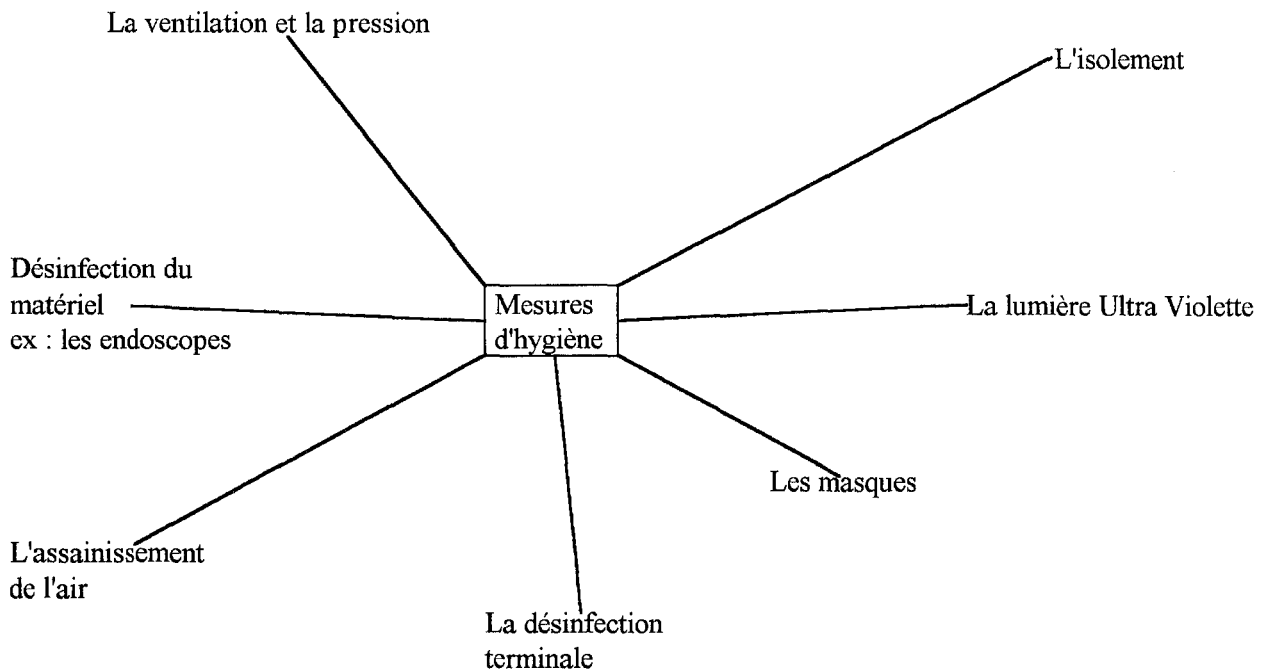 La ventilation et la pression
L'isolement
Désinfection du
matériel
ex : les endoscopes
Mesures
d'hygiène
La lumière Ultra Violette
Les masques
L'assainissement
de l'air
La désinfection
terminale